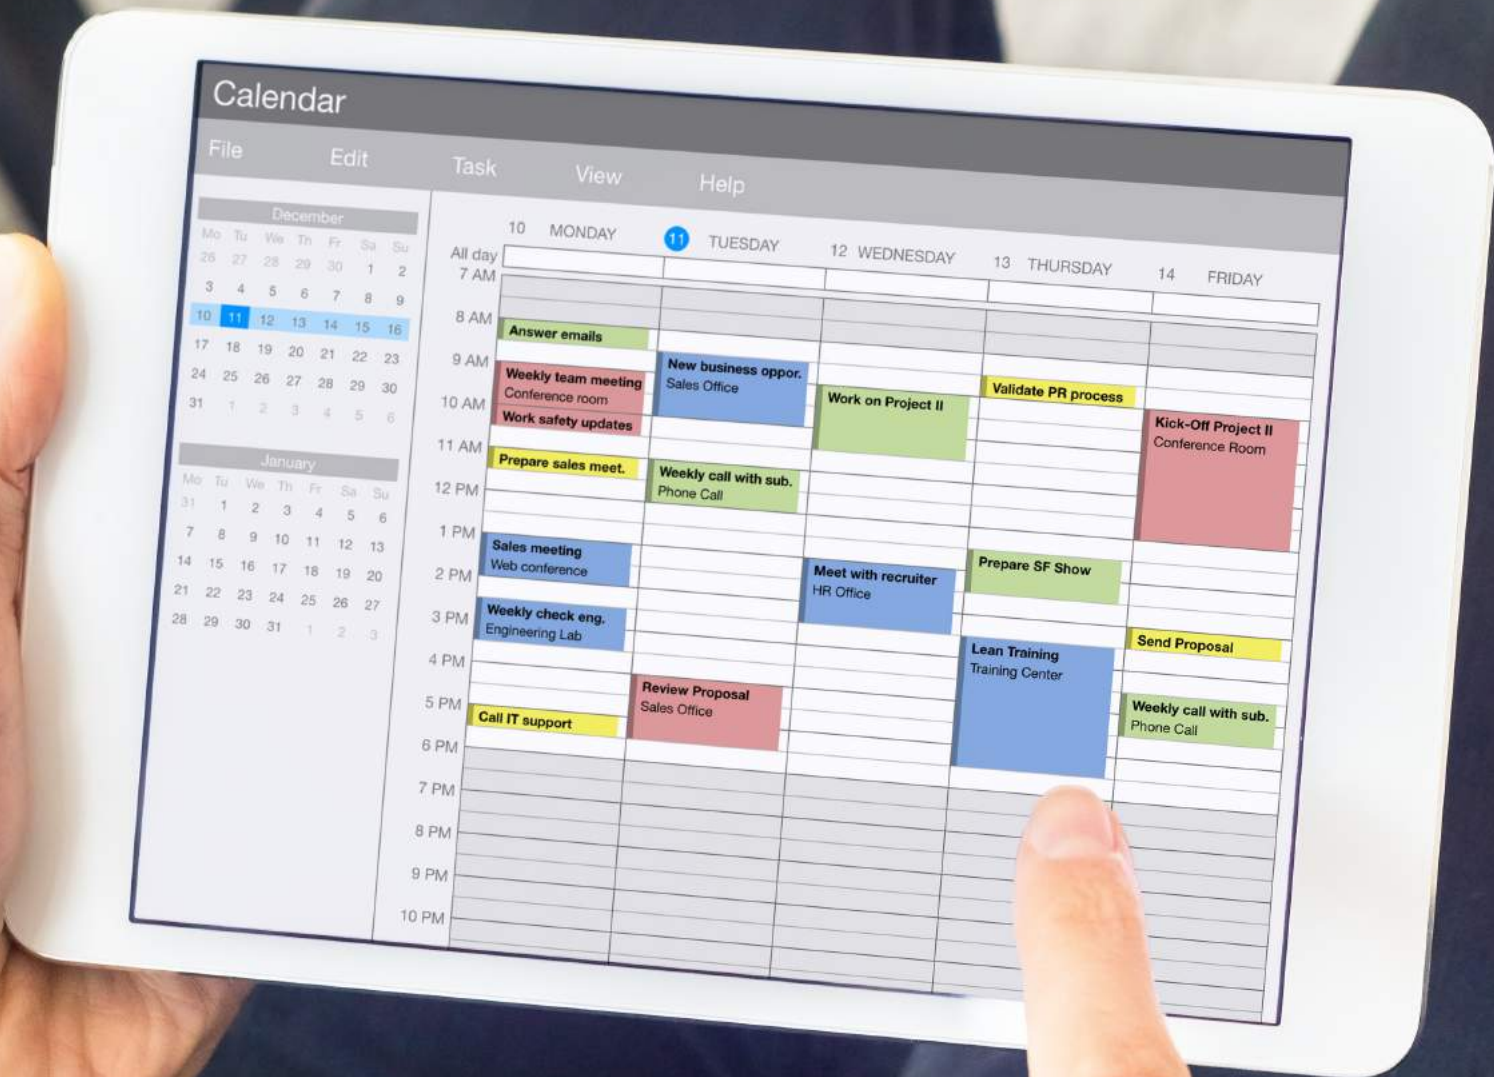 Calendar
File Edit Task View Help
December
Mo Tu We Th Fr Sa Su
26 27 28 29 30 1 2
3 4 5 6 7 8 9
10 11 12 13 14 15 16
17 18 19 20 21 22 23
24 25 26 27 28 29 30
31 1 2 3 4 5 6
January
Mo Tu We Th Fr Sa Su
31 1 2 3 4 5 6
7 8 9 10 11 12 13
14 15 16 17 18 19 20
21 22 23 24 25 26 27
28 29 30 31 1 2 3
10 MONDAY 11 TUESDAY 12 WEDNESDAY 13 THURSDAY 14 FRIDAY
All day
7 AM
8 AM
9 AM
10 AM
11 AM
12 PM
1 PM
2 PM
3 PM
4 PM
5 PM
6 PM
7 PM
8 PM
9 PM
10 PM
Answer emails
Weekly team meeting
Conference room
Work safety updates
Prepare sales meet.
Sales meeting
Web conference
Weekly check eng.
Engineering Lab
Call IT support
New business oppor.
Sales Office
Weekly call with sub.
Phone Call
Review Proposal
Sales Office
Work on Project II
Meet with recruiter
HR Office
Validate PR process
Prepare SF Show
Lean Training
Training Center
Kick-Off Project II
Conference Room
Send Proposal
Weekly call with sub.
Phone Call